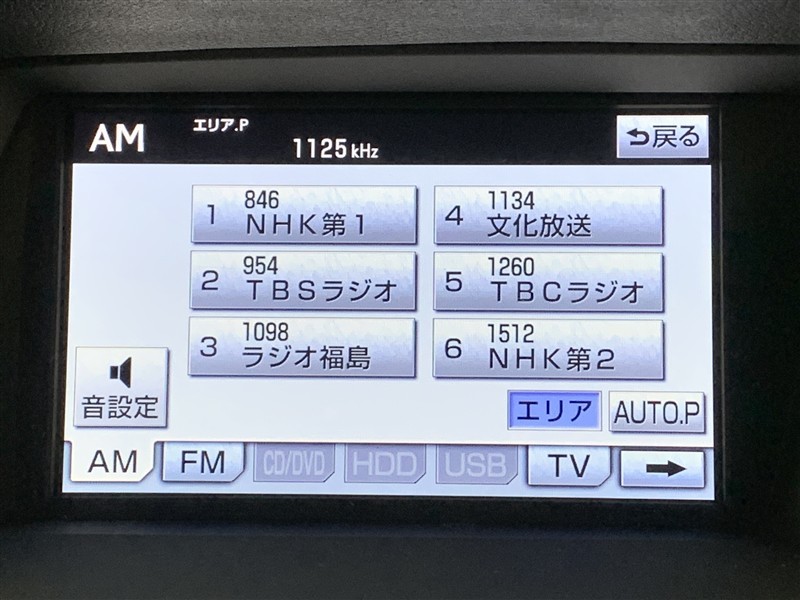 AM エリア.P 1125 kHz 戻る
1 846 NHK第1
2 954 TBSラジオ
3 1098 ラジオ福島
4 1134 文化放送
5 1260 TBCラジオ
6 1512 NHK第2
音設定
エリア AUTO.P
AM FM CD/DVD HDD USB TV